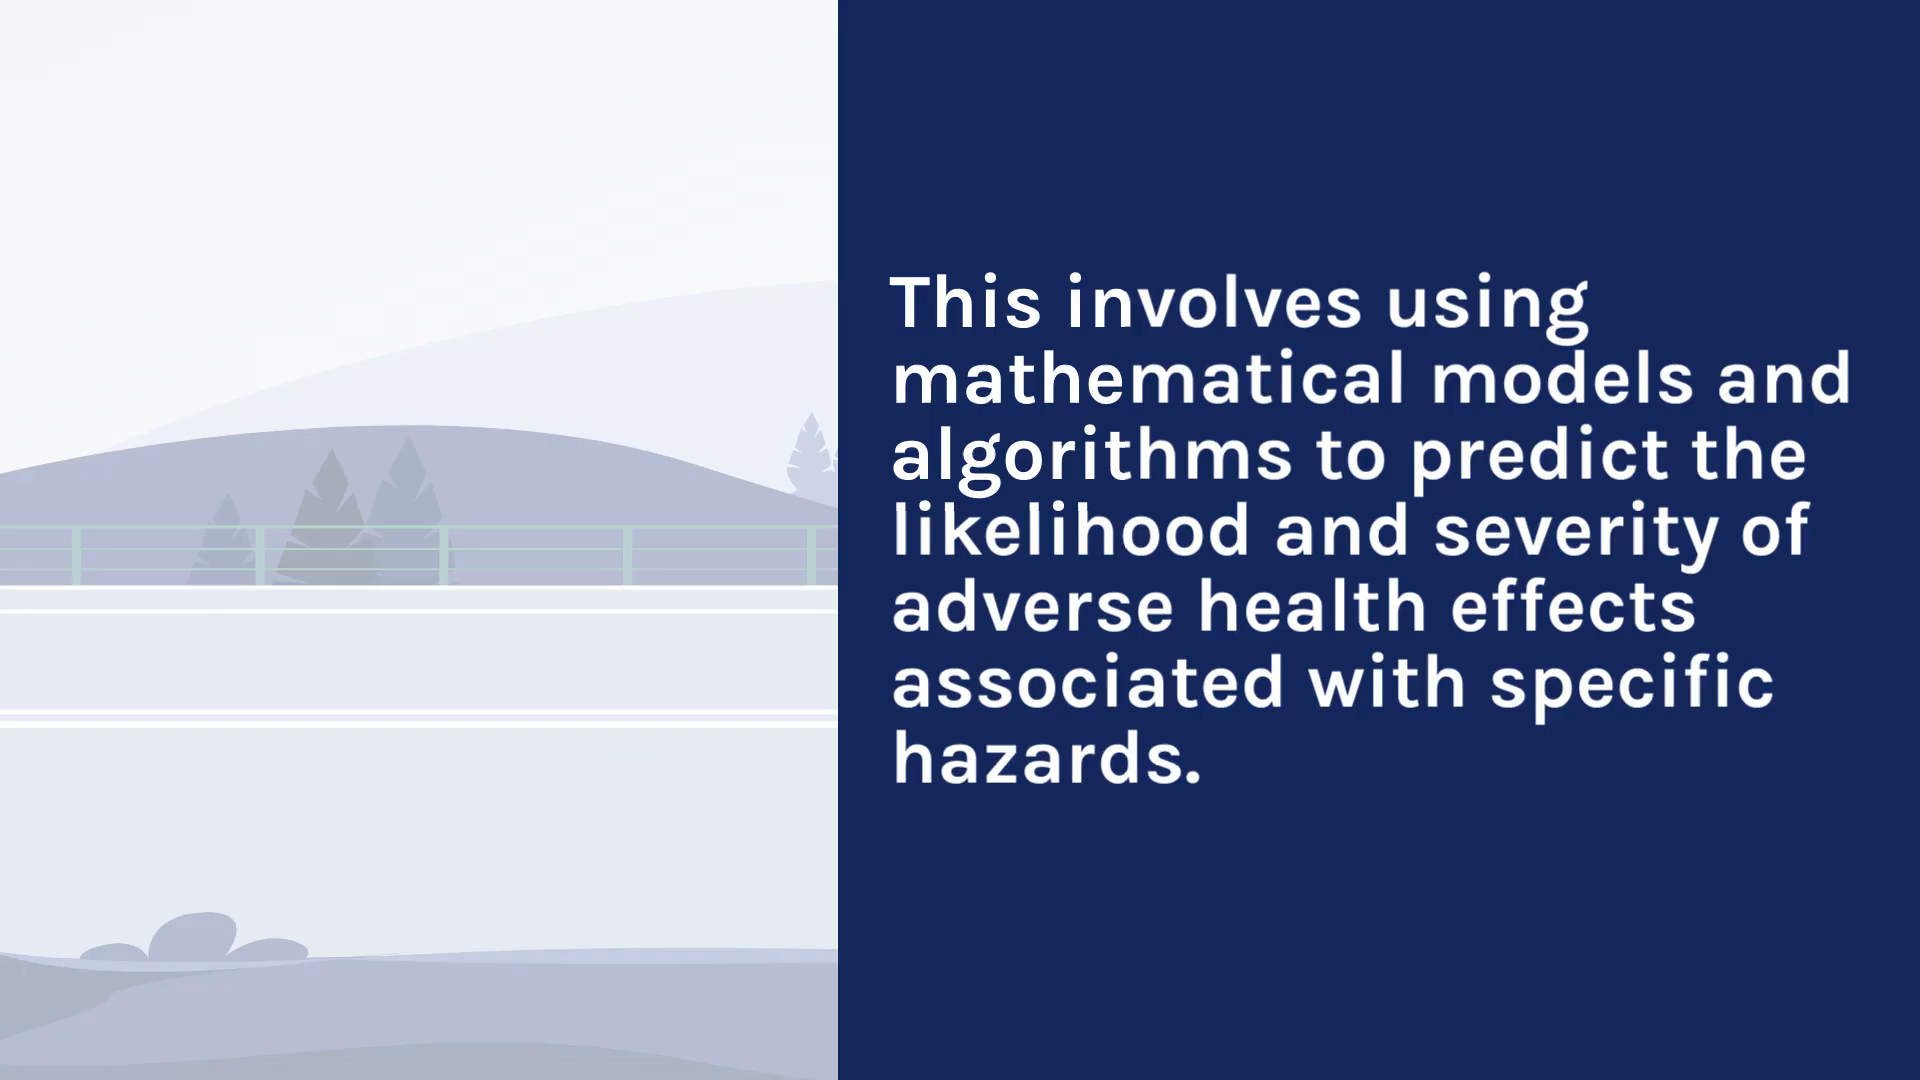 This involves using
mathematical models and
algorithms to predict the
likelihood and severity of
adverse health effects
associated with specific
hazards.